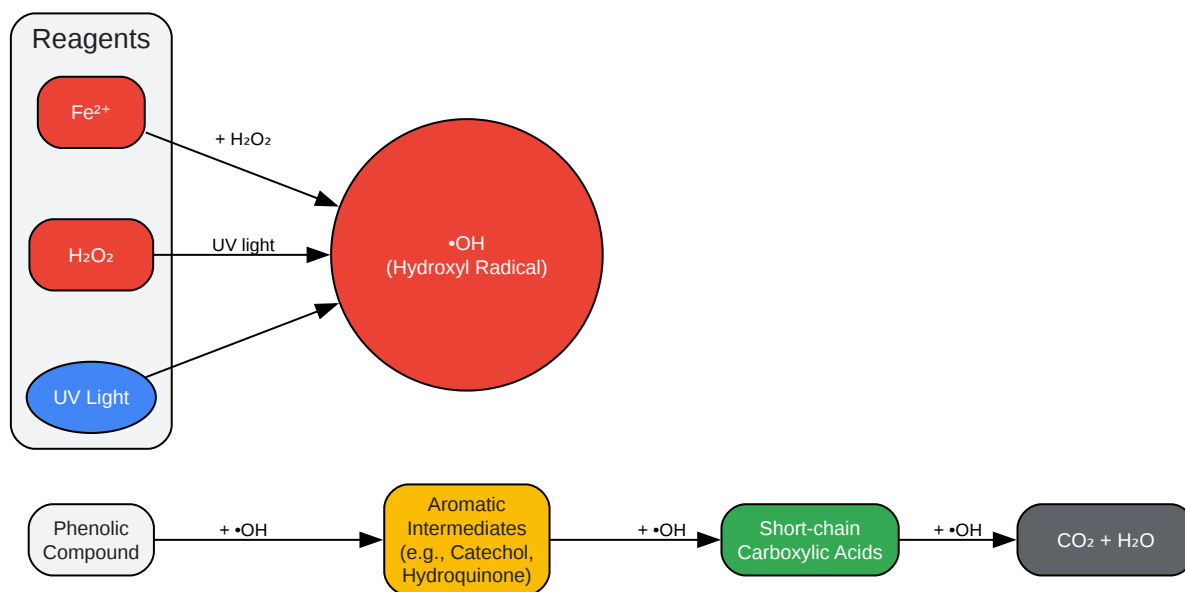 Reagents
Fe²⁺
+ H₂O₂
H₂O₂
UV light
•OH
(Hydroxyl Radical)
UV Light
Phenolic
Compound
+ •OH
Aromatic
Intermediates
(e.g., Catechol,
Hydroquinone)
+ •OH
Short-chain
Carboxylic Acids
+ •OH
CO₂ + H₂O